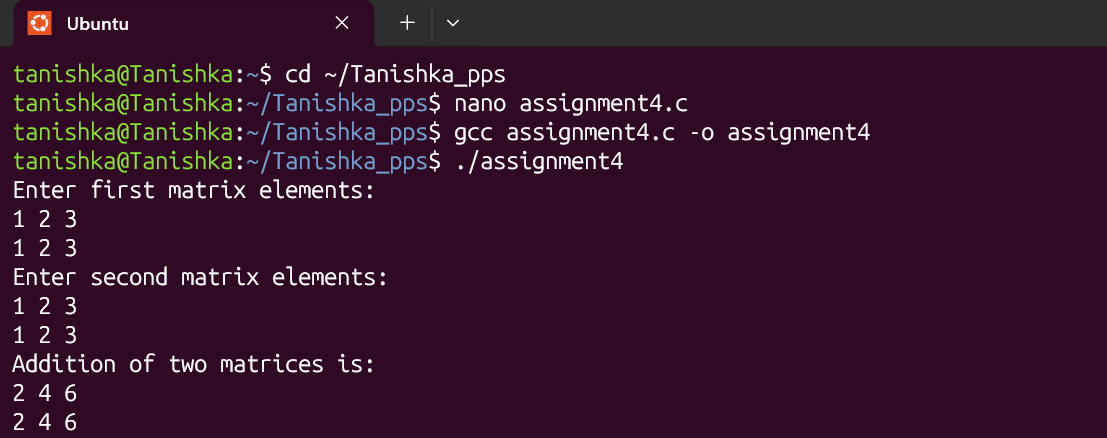 Ubuntu
tanishka@Tanishka:~$ cd ~/Tanishka_pps
tanishka@Tanishka:~/Tanishka_pps$ nano assignment4.c
tanishka@Tanishka:~/Tanishka_pps$ gcc assignment4.c -o assignment4
tanishka@Tanishka:~/Tanishka_pps$ ./assignment4
Enter first matrix elements:
1 2 3
1 2 3
Enter second matrix elements:
1 2 3
1 2 3
Addition of two matrices is:
2 4 6
2 4 6